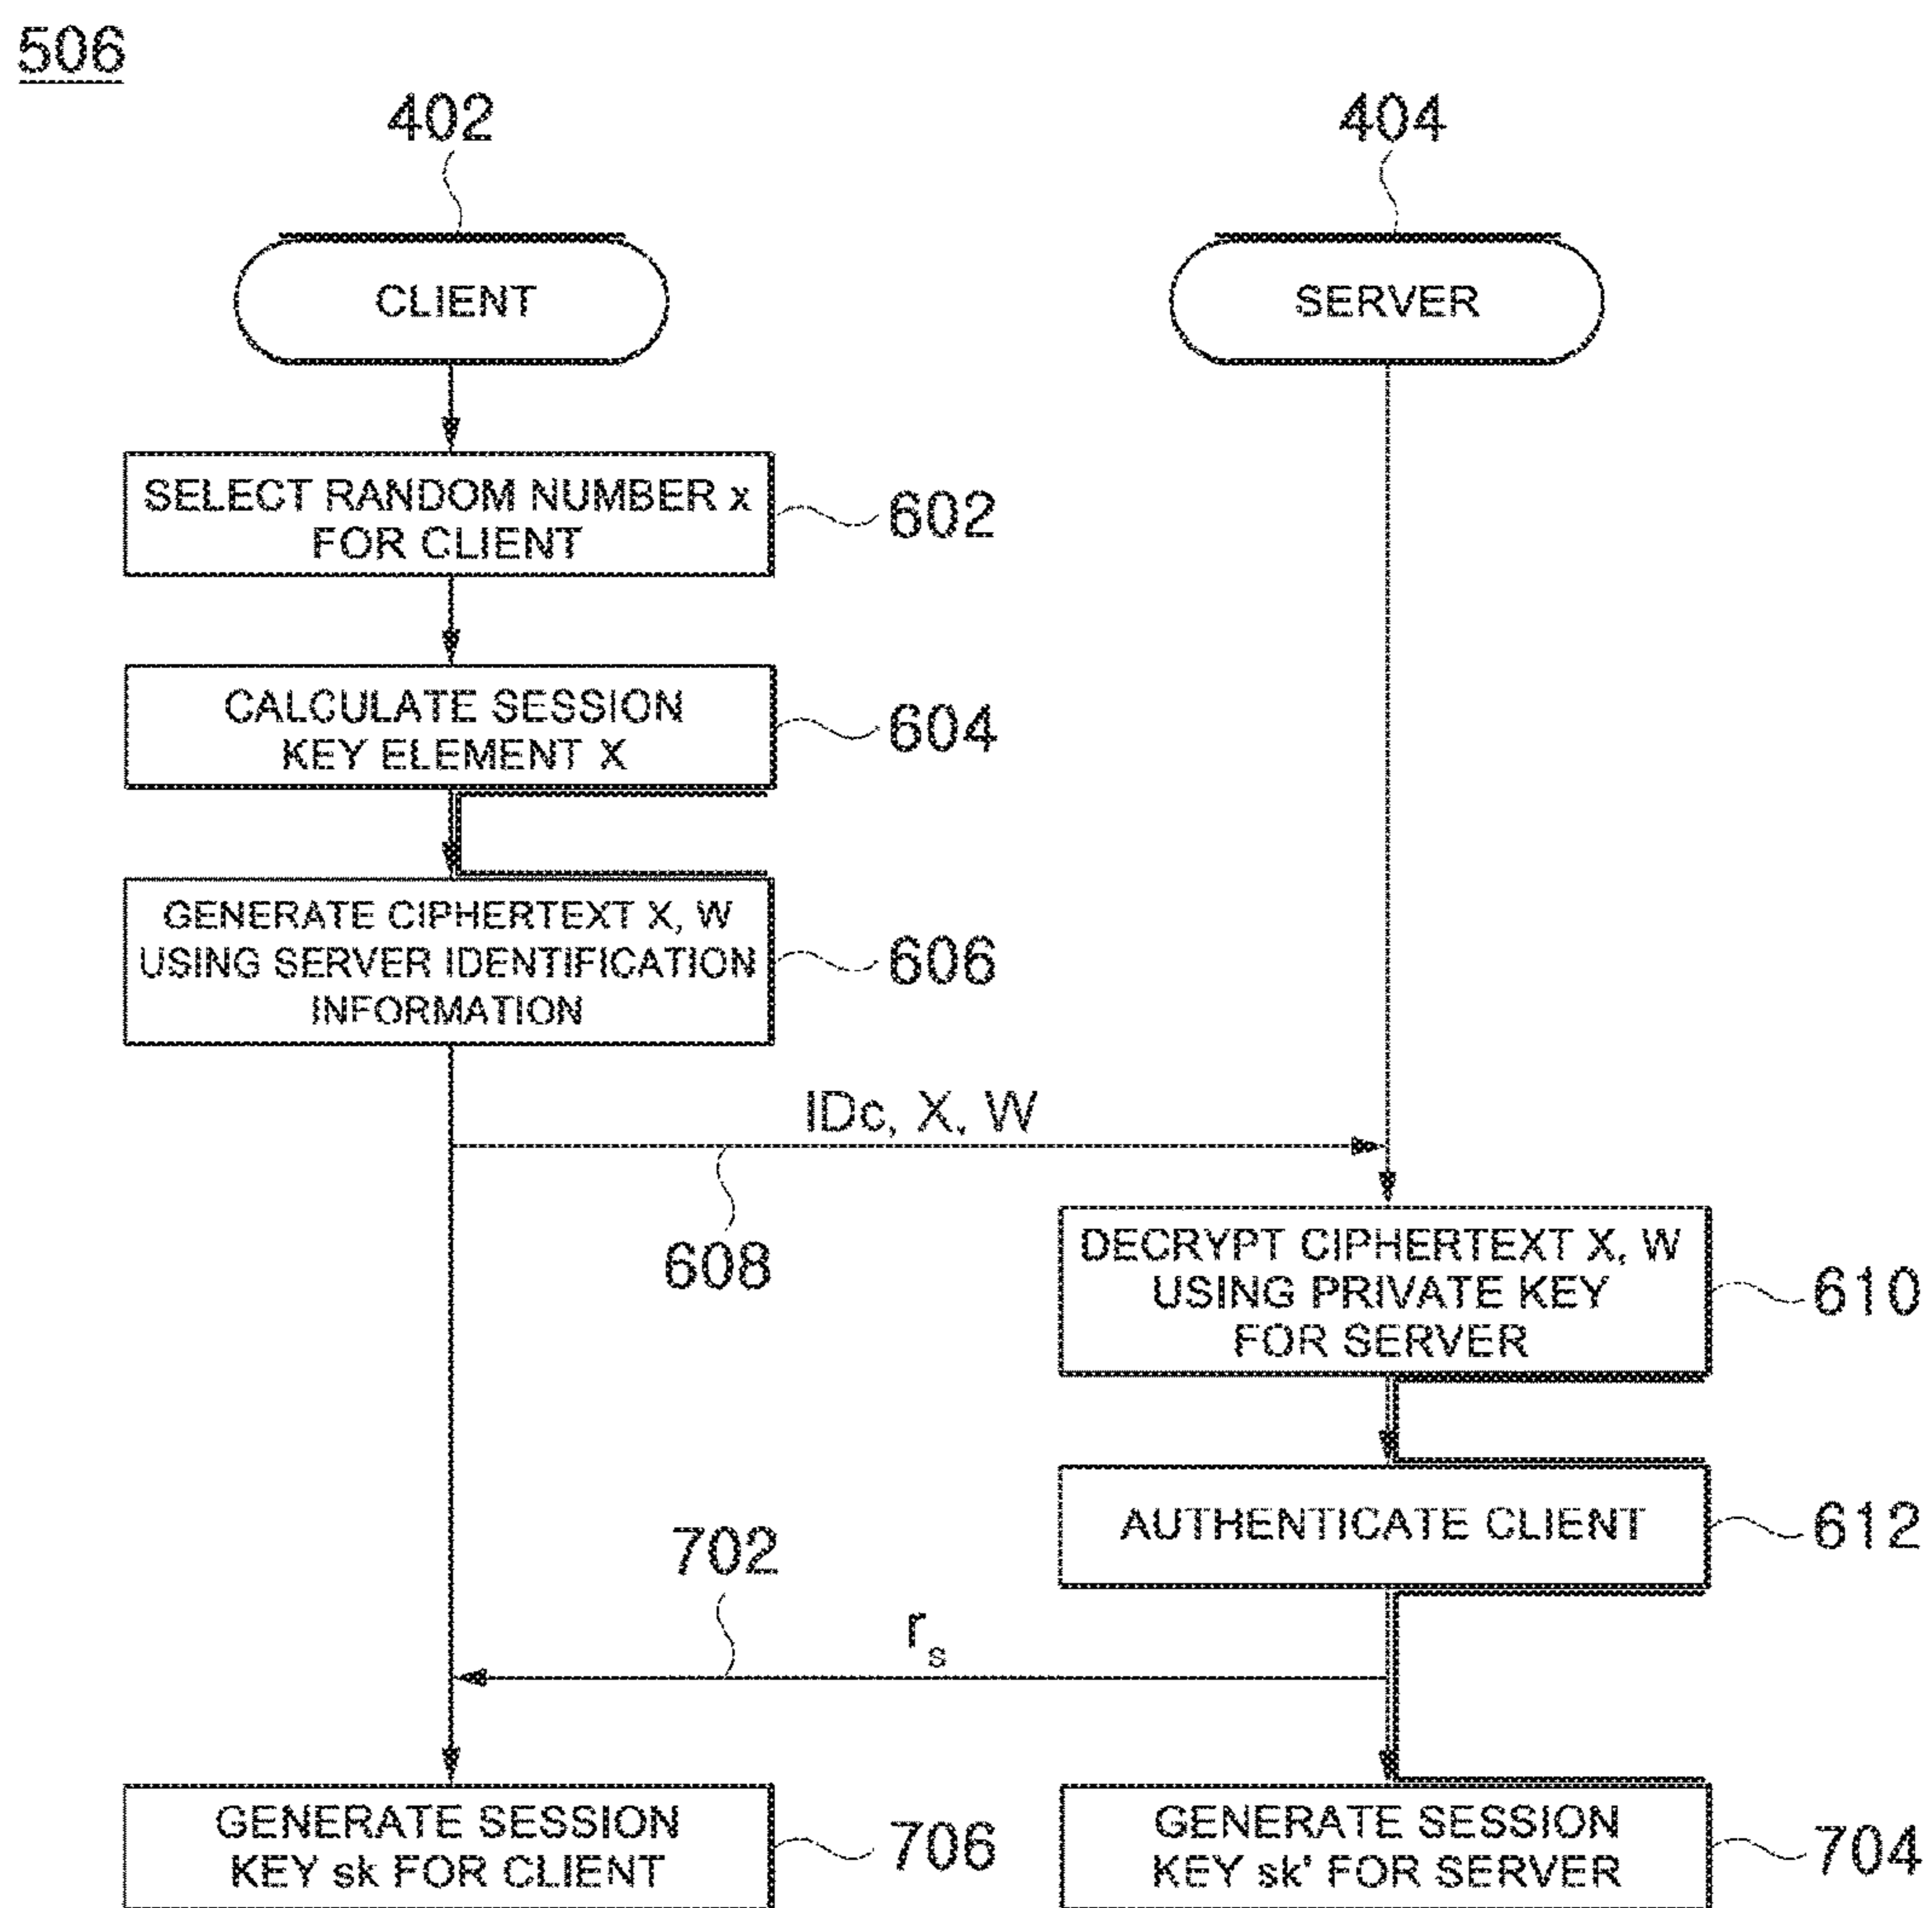 506
402
404
CLIENT
SERVER
SELECT RANDOM NUMBER x
FOR CLIENT
602
CALCULATE SESSION
KEY ELEMENT X
604
GENERATE CIPHERTEXT X, W
USING SERVER IDENTIFICATION
INFORMATION
606
IDc, X, W
608
DECRYPT CIPHERTEXT X, W
USING PRIVATE KEY
FOR SERVER
610
AUTHENTICATE CLIENT
612
702
rs
GENERATE SESSION
KEY sk FOR CLIENT
706
GENERATE SESSION
KEY sk' FOR SERVER
704